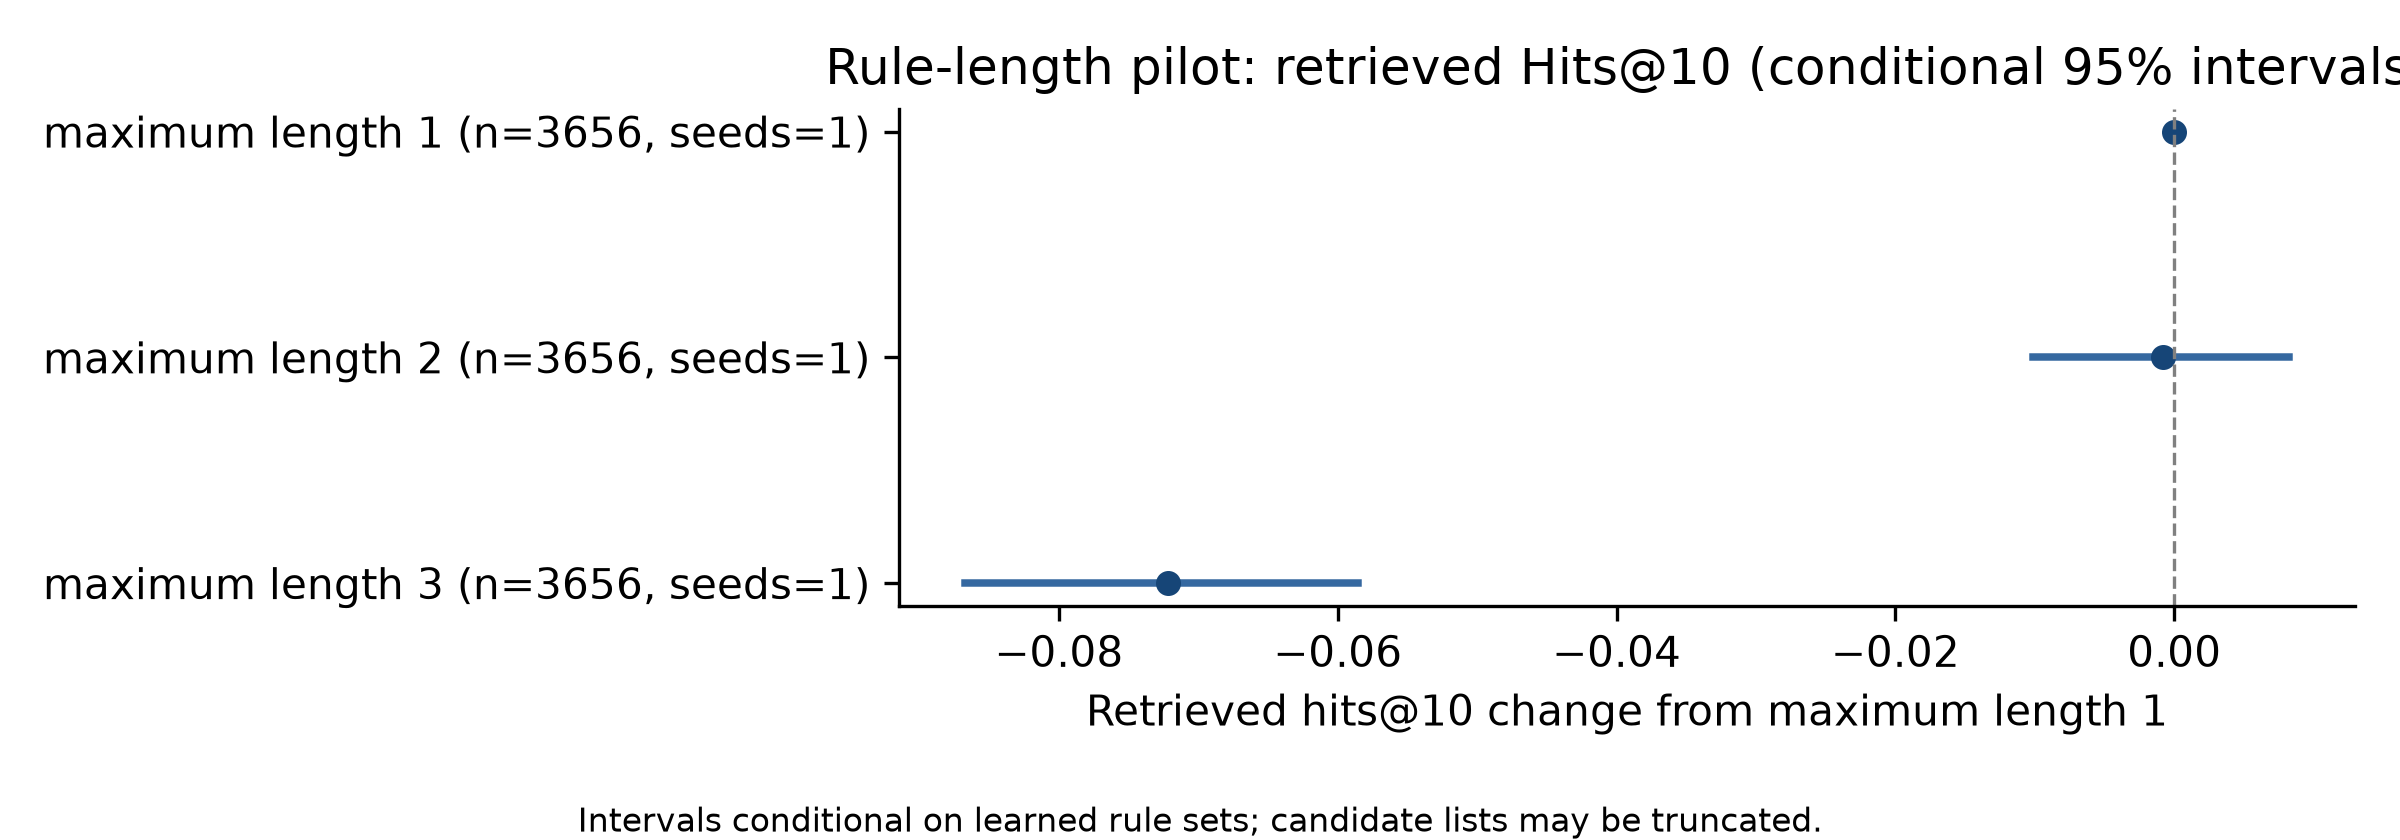 Rule-length pilot: retrieved Hits@10 (conditional 95% intervals
maximum length 1 (n=3656, seeds=1)
maximum length 2 (n=3656, seeds=1)
maximum length 3 (n=3656, seeds=1)
−0.08 −0.06 −0.04 −0.02 0.00
Retrieved hits@10 change from maximum length 1
Intervals conditional on learned rule sets; candidate lists may be truncated.